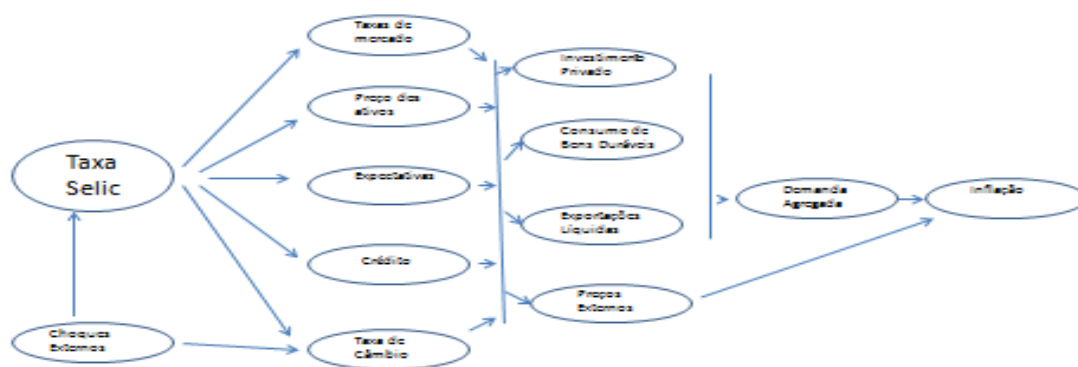 Taxas de
mercado
Investimento
Privado
Preço dos
ativos
Consumo de
Bens Duráveis
Taxa
Selic
Expectativas
Demanda
Agregada
Inflação
Exportações
Líquidas
Crédito
Preços
Externos
Choques
Externos
Taxa de
Câmbio